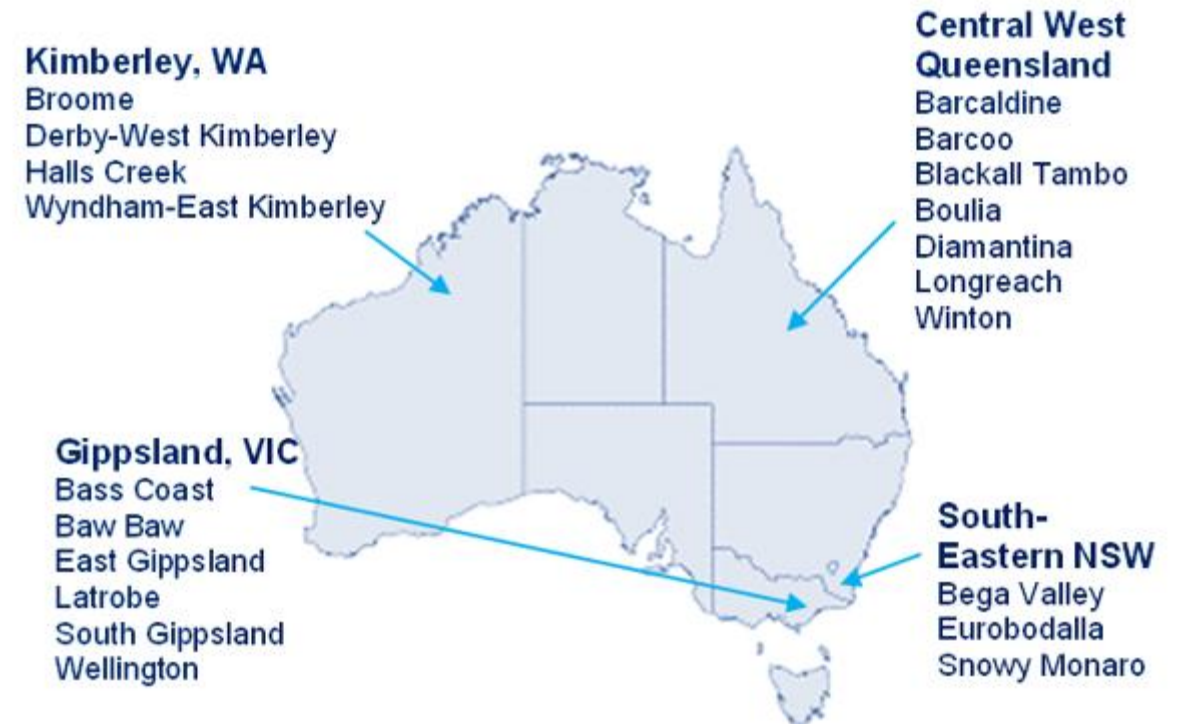 Kimberley, WA
Broome
Derby-West Kimberley
Halls Creek
Wyndham-East Kimberley
Central West
Queensland
Barcaldine
Barcoo
Blackall Tambo
Boulia
Diamantina
Longreach
Winton
Gippsland, VIC
Bass Coast
Baw Baw
East Gippsland
Latrobe
South Gippsland
Wellington
South-
Eastern NSW
Bega Valley
Eurobodalla
Snowy Monaro